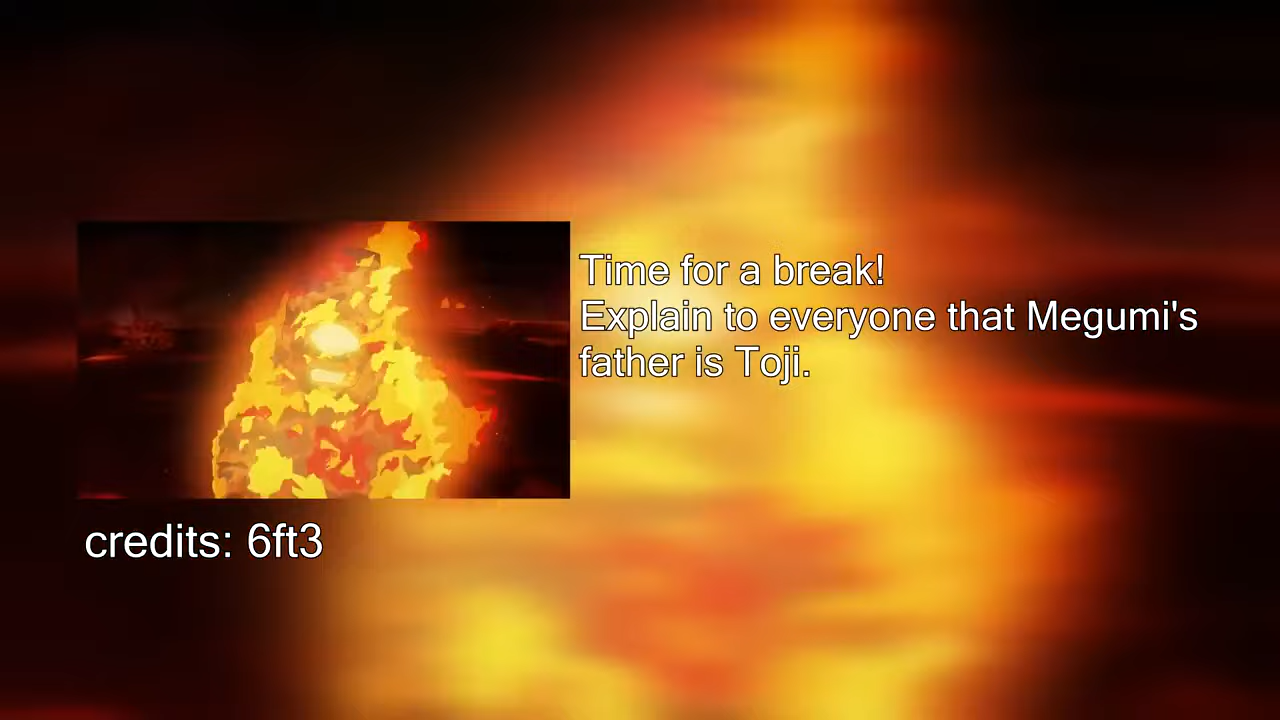 Time for a break!
Explain to everyone that Megumi's
father is Toji.
credits: 6ft3